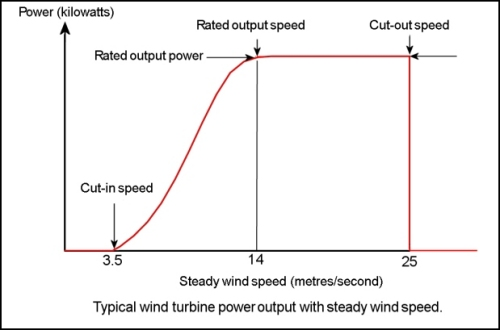 Power (kilowatts)
Rated output speed
Cut-out speed
Rated output power
Cut-in speed
3.5
14
25
Steady wind speed (metres/second)
Typical wind turbine power output with steady wind speed.